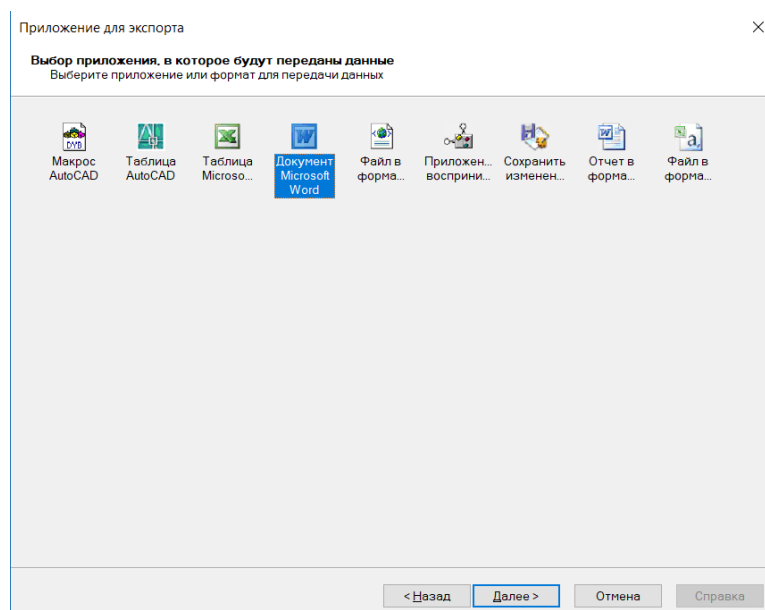 Приложение для экспорта
Выбор приложения, в которое будут переданы данные
Выберите приложение или формат для передачи данных
DVB
Макрос
AutoCAD
Таблица
AutoCAD
Таблица
Microso...
Документ
Microsoft
Word
Файл в
форма...
Приложен...
восприни...
Сохранить
изменен...
Отчет в
форма...
Файл в
форма...
< Назад
Далее >
Отмена
Справка